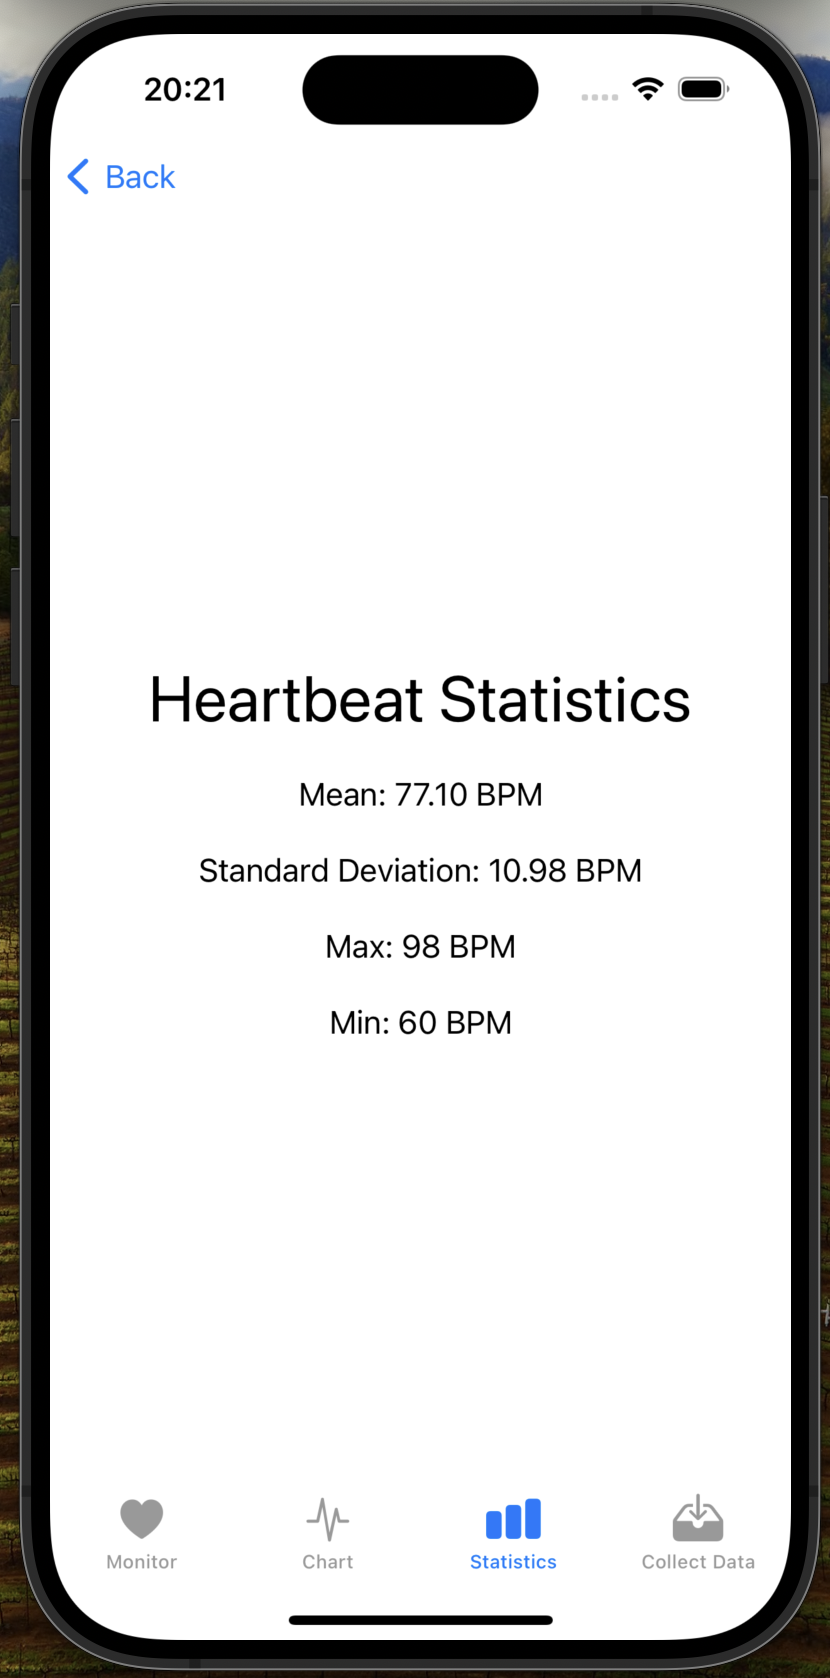 20:21
Back
Heartbeat Statistics
Mean: 77.10 BPM
Standard Deviation: 10.98 BPM
Max: 98 BPM
Min: 60 BPM
Monitor
Chart
Statistics
Collect Data